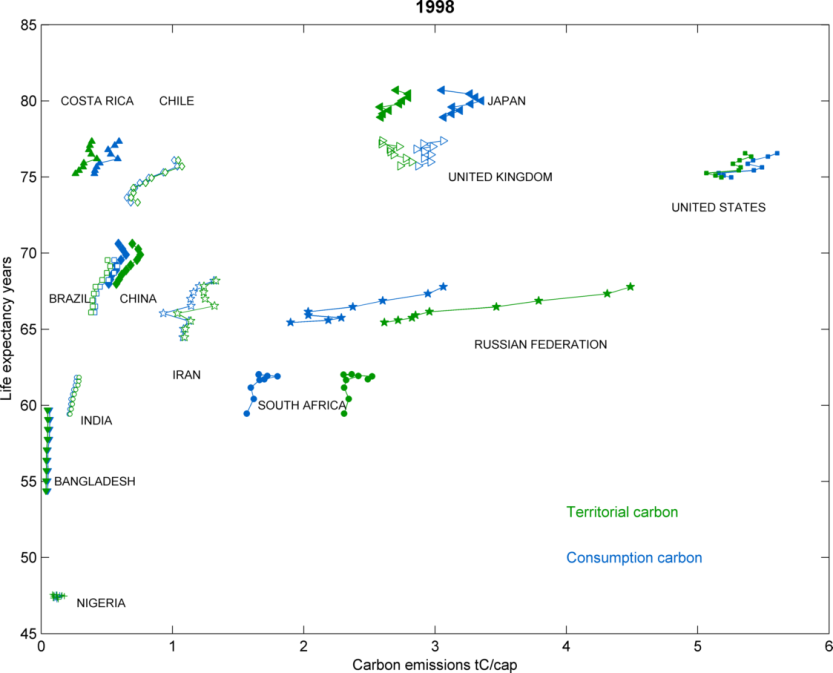 1998
85
80
75
70
65
60
55
50
45
Life expectancy years
COSTA RICA
CHILE
JAPAN
UNITED KINGDOM
UNITED STATES
BRAZIL
CHINA
RUSSIAN FEDERATION
IRAN
SOUTH AFRICA
INDIA
BANGLADESH
Territorial carbon
Consumption carbon
NIGERIA
0 1 2 3 4 5 6
Carbon emissions tC/cap